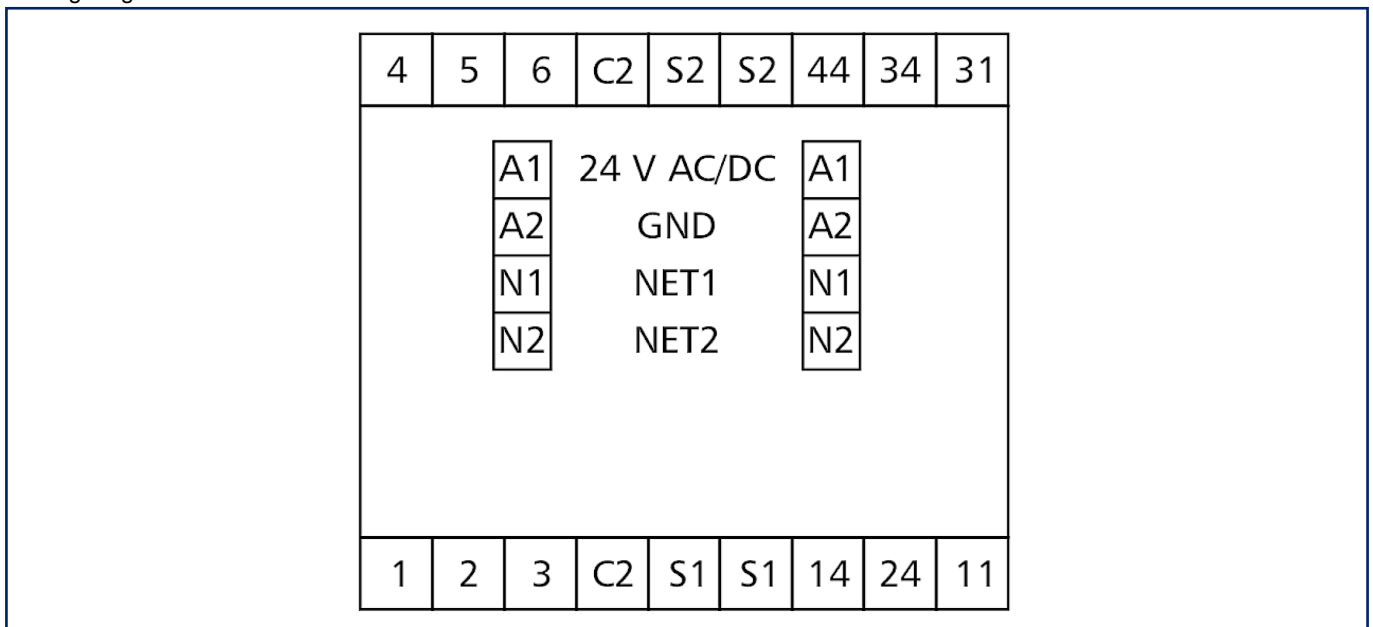 4 5 6 C2 S2 S2 44 34 31
A1 24 V AC/DC A1
A2 GND A2
N1 NET1 N1
N2 NET2 N2
1 2 3 C2 S1 S1 14 24 11